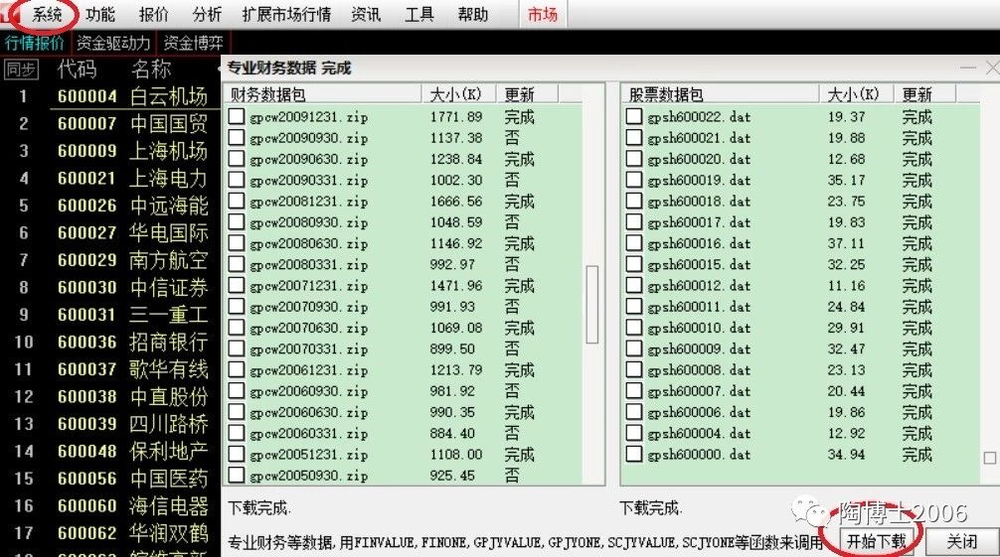 系统 功能 报价 分析 扩展市场行情 资讯 工具 帮助 市场
行情报价 资金驱动力 资金博弈
同步 代码 名称
1 600004 白云机场
2 600007 中国国贸
3 600009 上海机场
4 600021 上海电力
5 600026 中远海能
6 600027 华电国际
7 600029 南方航空
8 600030 中信证券
9 600031 三一重工
10 600036 招商银行
11 600037 歌华有线
12 600038 中直股份
13 600039 四川路桥
14 600048 保利地产
15 600056 中国医药
16 600060 海信电器
17 600062 华润双鹤
专业财务数据 完成
财务数据包 大小(K) 更新
gpcw20091231.zip 1771.89 完成
gpcw20090930.zip 1137.38 否
gpcw20090630.zip 1238.84 完成
gpcw20090331.zip 1002.30 否
gpcw20081231.zip 1666.56 完成
gpcw20080930.zip 1048.59 否
gpcw20080630.zip 1146.92 完成
gpcw20080331.zip 992.97 否
gpcw20071231.zip 1471.96 完成
gpcw20070930.zip 991.93 否
gpcw20070630.zip 1069.08 完成
gpcw20070331.zip 899.50 否
gpcw20061231.zip 1213.79 完成
gpcw20060930.zip 981.92 否
gpcw20060630.zip 990.35 完成
gpcw20060331.zip 884.40 否
gpcw20051231.zip 1108.00 完成
gpcw20050930.zip 925.45 否
下载完成.
股票数据包 大小(K) 更新
gpsh600022.dat 19.37 完成
gpsh600021.dat 19.88 完成
gpsh600020.dat 12.68 完成
gpsh600019.dat 35.17 完成
gpsh600018.dat 23.75 完成
gpsh600017.dat 19.83 完成
gpsh600016.dat 37.11 完成
gpsh600015.dat 32.25 完成
gpsh600012.dat 11.16 完成
gpsh600011.dat 24.84 完成
gpsh600010.dat 29.91 完成
gpsh600009.dat 32.47 完成
gpsh600008.dat 23.13 完成
gpsh600007.dat 20.44 完成
gpsh600006.dat 19.86 完成
gpsh600004.dat 12.92 完成
gpsh600000.dat 34.94 完成
下载完成.
陶博士2006
专业财务等数据,用FINVALUE,FINONE,GPJYVALUE,GPJYONE,SCJYVALUE,SCJYONE等函数来调用
开始下载 关闭